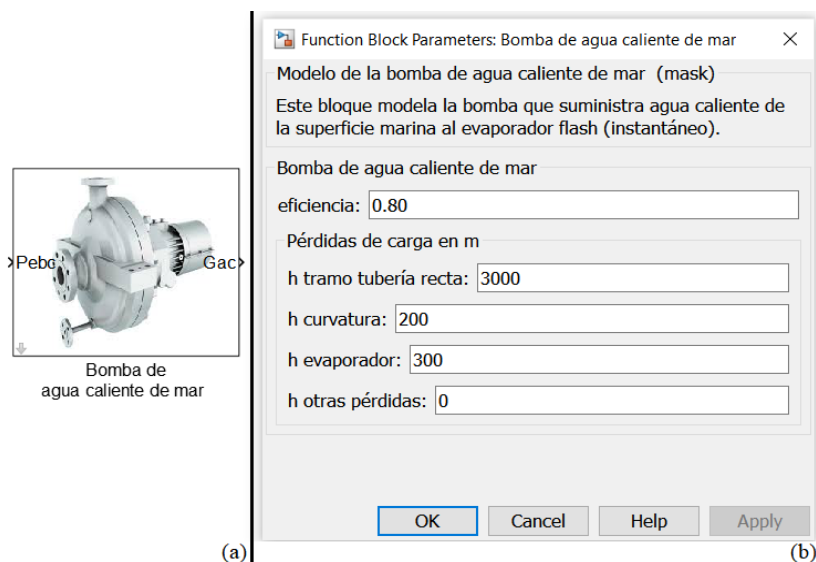 Pebc
Gac
Bomba de
agua caliente de mar
(a)
Function Block Parameters: Bomba de agua caliente de mar
Modelo de la bomba de agua caliente de mar (mask)
Este bloque modela la bomba que suministra agua caliente de
la superficie marina al evaporador flash (instantáneo).
Bomba de agua caliente de mar
eficiencia: 0.80
Pérdidas de carga en m
h tramo tubería recta: 3000
h curvatura: 200
h evaporador: 300
h otras pérdidas: 0
OK Cancel Help Apply
(b)